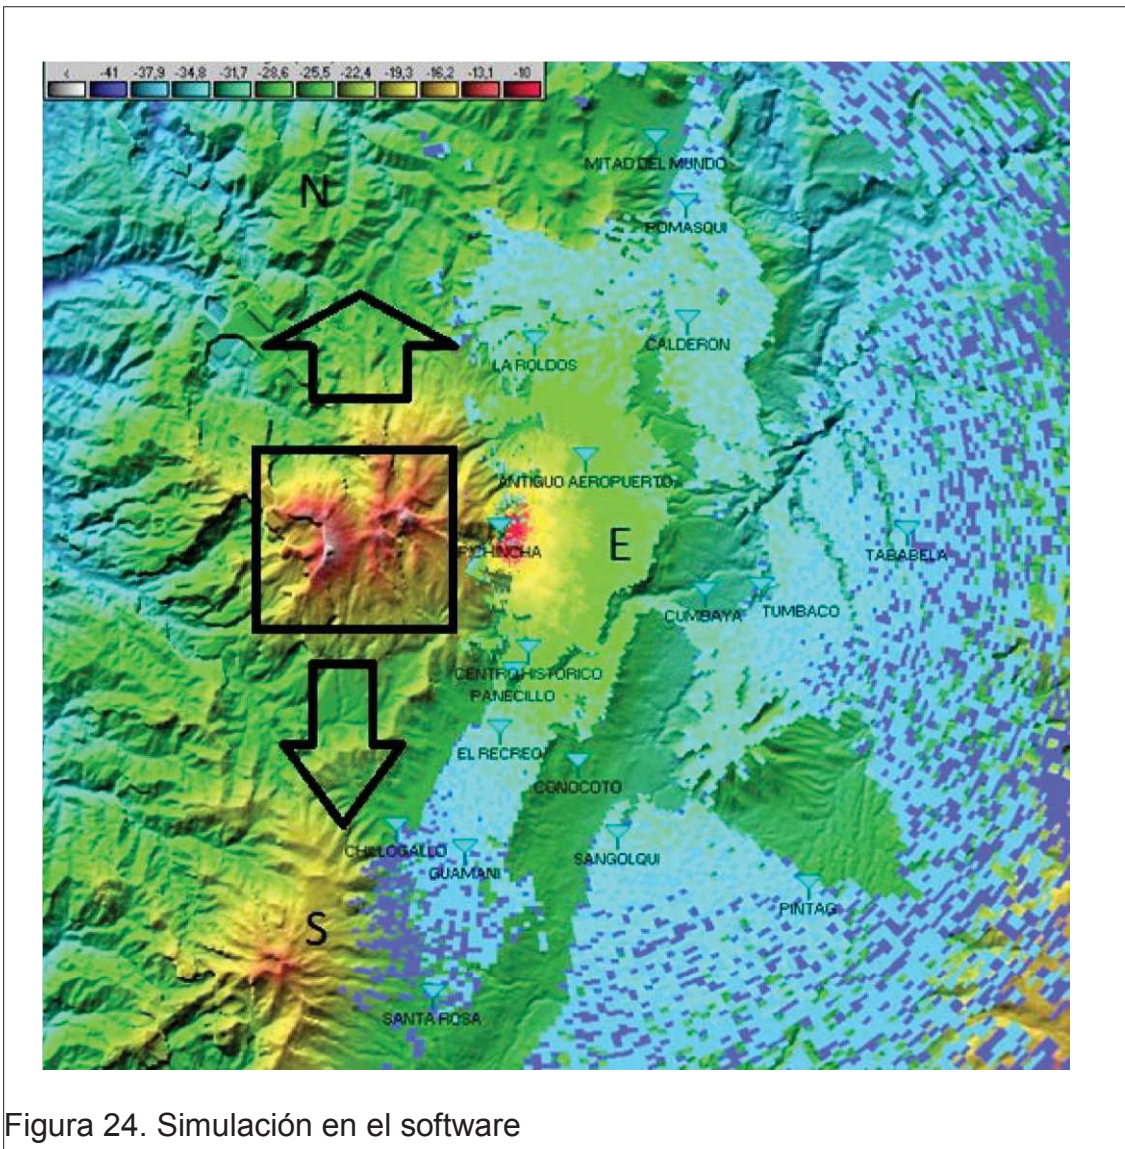 < -41 -37,9 -34,8 -31,7 -28,6 -25,5 -22,4 -19,3 -16,2 -13,1 -10
MITAD DEL MUNDO
N
POMASQUI
CALDERON
LA ROLDOS
ANTIGUO AEROPUERTO
E
PICHINCHA
TABABELA
CUMBAYA
TUMBACO
CENTRO HISTORICO
PANECILLO
EL RECREO
CONOCOTO
CHILLOGALLO
SANGOLQUI
GUAMANI
PINTAG
S
SANTA ROSA
Figura 24. Simulación en el software